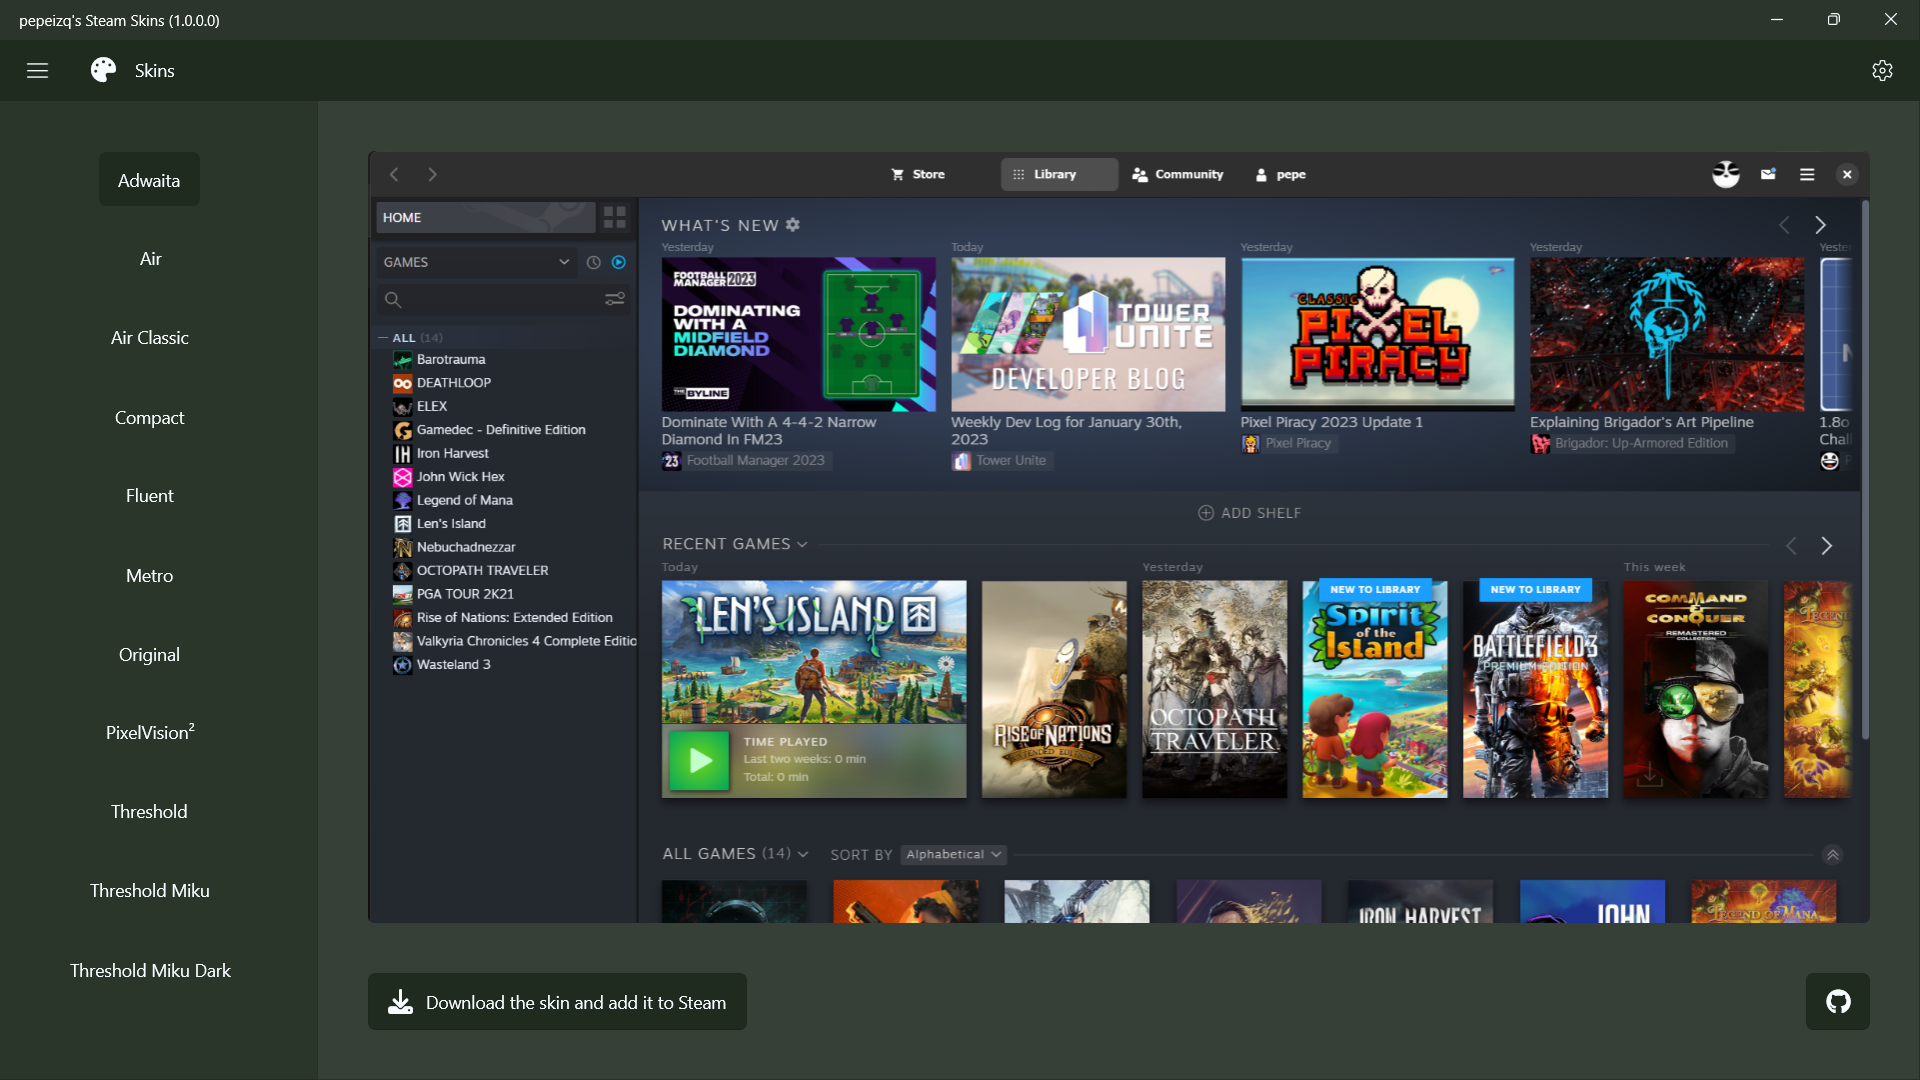 pepeizq's Steam Skins (1.0.0.0)
Skins
Adwaita
Air
Air Classic
Compact
Fluent
Metro
Original
PixelVision²
Threshold
Threshold Miku
Threshold Miku Dark
Store
Library
Community
pepe
HOME
GAMES
ALL (14)
Barotrauma
DEATHLOOP
ELEX
Gamedec - Definitive Edition
Iron Harvest
John Wick Hex
Legend of Mana
Len's Island
Nebuchadnezzar
OCTOPATH TRAVELER
PGA TOUR 2K21
Rise of Nations: Extended Edition
Valkyria Chronicles 4 Complete Editio
Wasteland 3
WHAT'S NEW
Yesterday
FOOTBALL
MANAGER 2023
DOMINATING
WITH A
MIDFIELD
DIAMOND
THE BYLINE
Dominate With A 4-4-2 Narrow
Diamond In FM23
23
Football Manager 2023
Today
TOWER
UNITE
DEVELOPER BLOG
Weekly Dev Log for January 30th,
2023
Tower Unite
Yesterday
CLASSIC
PIXEL
PIRACY
Pixel Piracy 2023 Update 1
Pixel Piracy
Yesterday
Explaining Brigador's Art Pipeline
Brigador: Up-Armored Edition
Yester
1.8o
Chall
ADD SHELF
RECENT GAMES
Today
LEN'S ISLAND
TIME PLAYED
Last two weeks: 0 min
Total: 0 min
RISE OF NATIONS
EXTENDED EDITION
Yesterday
OCTOPATH
TRAVELER
NEW TO LIBRARY
Spirit
of the
Island
NEW TO LIBRARY
BATTLEFIELD 3
PREMIUM EDITION
This week
COMMAND
&
CONQUER
REMASTERED
COLLECTION
LEGEND
ALL GAMES (14)
SORT BY
Alphabetical
IRON HARVEST
JOHN
LEGEND OF MANA
Download the skin and add it to Steam